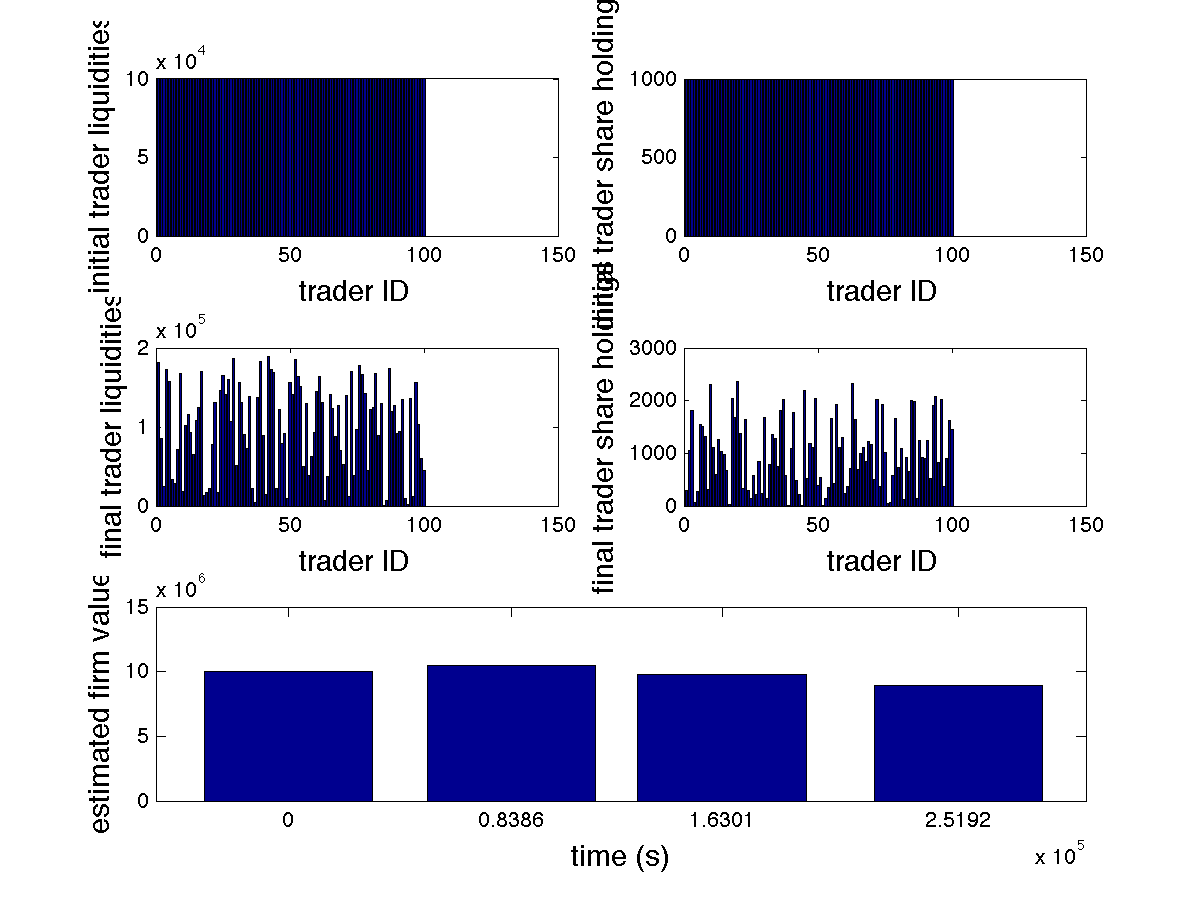 initial trader liquidities
x 10^4
10
5
0
0 50 100 150
trader ID
trader share holdings
1000
500
0
0 50 100 150
trader ID
final trader liquidities
x 10^5
2
1
0
0 50 100 150
trader ID
final trader share holdings
3000
2000
1000
0
0 50 100 150
trader ID
estimated firm value
x 10^6
15
10
5
0
0 0.8386 1.6301 2.5192
x 10^5
time (s)